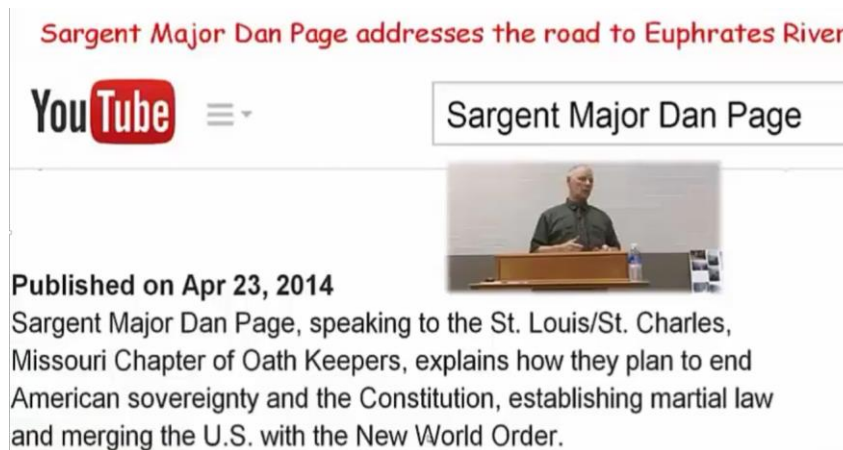 Sargent Major Dan Page addresses the road to Euphrates River
YouTube
Sargent Major Dan Page
Published on Apr 23, 2014
Sargent Major Dan Page, speaking to the St. Louis/St. Charles,
Missouri Chapter of Oath Keepers, explains how they plan to end
American sovereignty and the Constitution, establishing martial law
and merging the U.S. with the New World Order.